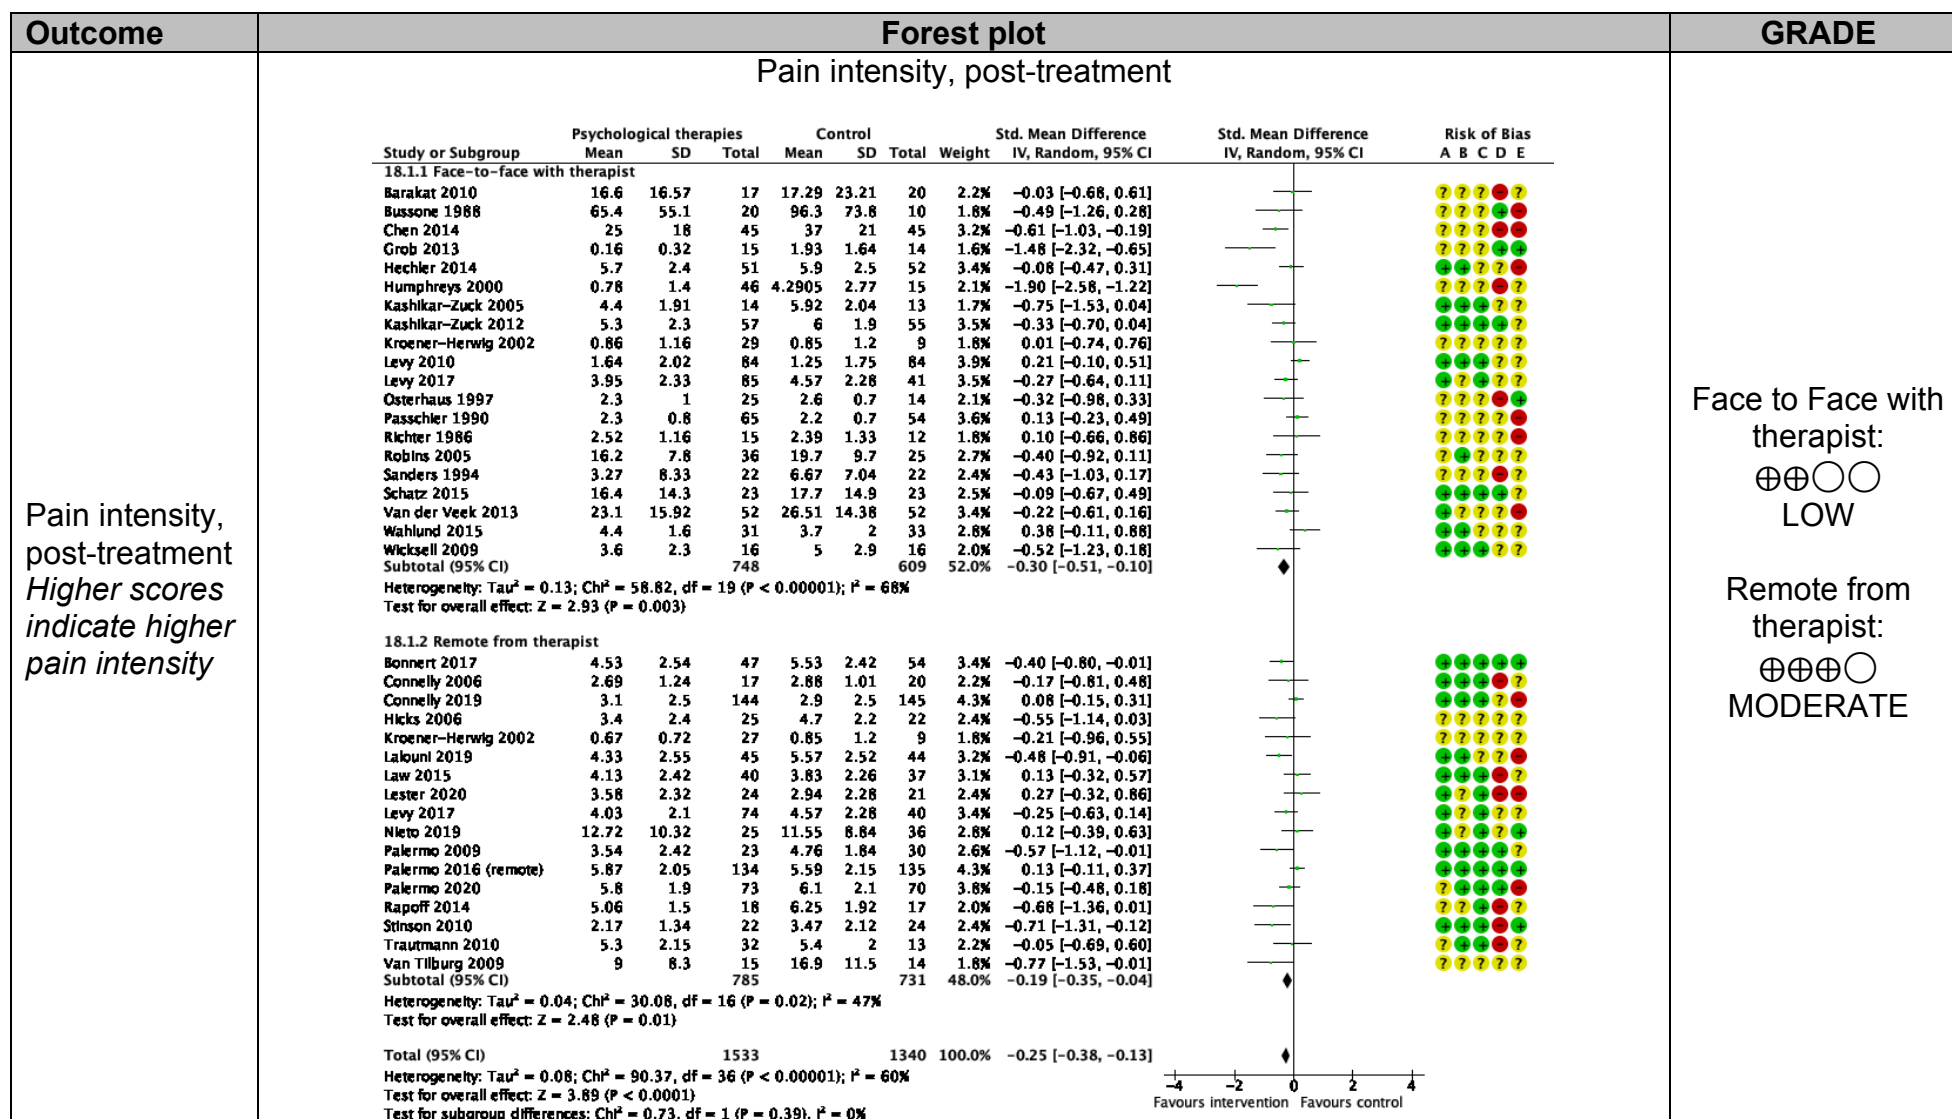 Outcome Forest plot GRADE
Pain intensity, post-treatment
Psychological therapies Control Std. Mean Difference Std. Mean Difference Risk of Bias
Study or Subgroup Mean SD Total Mean SD Total Weight IV, Random, 95% CI IV, Random, 95% CI A B C D E
18.1.1 Face-to-face with therapist
Barakat 2010 16.6 16.57 17 17.29 23.21 20 2.2% −0.03 [−0.68, 0.61] ? ? ? - ?
Bussone 1988 65.4 55.1 20 96.3 73.8 10 1.8% −0.49 [−1.26, 0.28] ? ? ? + -
Chen 2014 25 18 45 37 21 45 3.2% −0.61 [−1.03, −0.19] ? ? ? - -
Grob 2013 0.16 0.32 15 1.93 1.64 14 1.6% −1.48 [−2.32, −0.65] ? ? ? + +
Hechler 2014 5.7 2.4 51 5.9 2.5 52 3.4% −0.08 [−0.47, 0.31] + + ? ? -
Humphreys 2000 0.78 1.4 46 4.2905 2.77 15 2.1% −1.90 [−2.58, −1.22] ? ? ? - ?
Kashikar-Zuck 2005 4.4 1.91 14 5.92 2.04 13 1.7% −0.75 [−1.53, 0.04] + + + ? ?
Kashikar-Zuck 2012 5.3 2.3 57 6 1.9 55 3.5% −0.33 [−0.70, 0.04] + + + + ?
Kroener-Herwig 2002 0.86 1.16 29 0.85 1.2 9 1.8% 0.01 [−0.74, 0.76] ? ? ? ? ?
Levy 2010 1.64 2.02 84 1.25 1.75 84 3.9% 0.21 [−0.10, 0.51] + + + ? ?
Levy 2017 3.95 2.33 85 4.57 2.28 41 3.5% −0.27 [−0.64, 0.11] + ? + ? ?
Osterhaus 1997 2.3 1 25 2.6 0.7 14 2.1% −0.32 [−0.98, 0.33] ? ? ? - +
Passchier 1990 2.3 0.8 65 2.2 0.7 54 3.6% 0.13 [−0.23, 0.49] ? ? ? ? -
Richter 1986 2.52 1.16 15 2.39 1.33 12 1.8% 0.10 [−0.66, 0.86] ? ? ? ? -
Robins 2005 16.2 7.8 36 19.7 9.7 25 2.7% −0.40 [−0.92, 0.11] ? + ? ? ?
Sanders 1994 3.27 8.33 22 6.67 7.04 22 2.4% −0.43 [−1.03, 0.17] ? ? ? - ?
Schatz 2015 16.4 14.3 23 17.7 14.9 23 2.5% −0.09 [−0.67, 0.49] + + + + ?
Van der Veek 2013 23.1 15.92 52 26.51 14.38 52 3.4% −0.22 [−0.61, 0.16] + ? ? ? -
Wahlund 2015 4.4 1.6 31 3.7 2 33 2.8% 0.38 [−0.11, 0.88] + + ? ? ?
Wicksell 2009 3.6 2.3 16 5 2.9 16 2.0% −0.52 [−1.23, 0.18] + + + ? ?
Subtotal (95% CI) 748 609 52.0% −0.30 [−0.51, −0.10]
Heterogeneity: Tau² = 0.13; Chi² = 58.82, df = 19 (P < 0.00001); I² = 68%
Test for overall effect: Z = 2.93 (P = 0.003)
18.1.2 Remote from therapist
Bonnert 2017 4.53 2.54 47 5.53 2.42 54 3.4% −0.40 [−0.80, −0.01] + + + + +
Connelly 2006 2.69 1.24 17 2.88 1.01 20 2.2% −0.17 [−0.81, 0.48] + + + - ?
Connelly 2019 3.1 2.5 144 2.9 2.5 145 4.3% 0.08 [−0.15, 0.31] + + + ? -
Hicks 2006 3.4 2.4 25 4.7 2.2 22 2.4% −0.55 [−1.14, 0.03] ? ? ? ? ?
Kroener-Herwig 2002 0.67 0.72 27 0.85 1.2 9 1.8% −0.21 [−0.96, 0.55] ? ? ? ? ?
Lalouni 2019 4.33 2.55 45 5.57 2.52 44 3.2% −0.48 [−0.91, −0.06] + + ? ? -
Law 2015 4.13 2.42 40 3.83 2.26 37 3.1% 0.13 [−0.32, 0.57] + + + - ?
Lester 2020 3.58 2.32 24 2.94 2.28 21 2.4% 0.27 [−0.32, 0.86] + ? + - -
Levy 2017 4.03 2.1 74 4.57 2.28 40 3.4% −0.25 [−0.63, 0.14] + ? + ? ?
Nieto 2019 12.72 10.32 25 11.55 8.84 36 2.8% 0.12 [−0.39, 0.63] + ? + ? +
Palermo 2009 3.54 2.42 23 4.76 1.84 30 2.6% −0.57 [−1.12, −0.01] + + + + ?
Palermo 2016 (remote) 5.87 2.05 134 5.59 2.15 135 4.3% 0.13 [−0.11, 0.37] + + + + +
Palermo 2020 5.8 1.9 73 6.1 2.1 70 3.8% −0.15 [−0.48, 0.18] ? + + + -
Rapoff 2014 5.06 1.5 18 6.25 1.92 17 2.0% −0.68 [−1.36, 0.01] ? ? + - ?
Stinson 2010 2.17 1.34 22 3.47 2.12 24 2.4% −0.71 [−1.31, −0.12] + + + - +
Trautmann 2010 5.3 2.15 32 5.4 2 13 2.2% −0.05 [−0.69, 0.60] ? + + - ?
Van Tilburg 2009 9 8.3 15 16.9 11.5 14 1.8% −0.77 [−1.53, −0.01] ? ? ? ? ?
Subtotal (95% CI) 785 731 48.0% −0.19 [−0.35, −0.04]
Heterogeneity: Tau² = 0.04; Chi² = 30.08, df = 16 (P = 0.02); I² = 47%
Test for overall effect: Z = 2.48 (P = 0.01)
Total (95% CI) 1533 1340 100.0% −0.25 [−0.38, −0.13]
Heterogeneity: Tau² = 0.08; Chi² = 90.37, df = 36 (P < 0.00001); I² = 60%
Test for overall effect: Z = 3.89 (P < 0.0001)
Test for subgroup differences: Chi² = 0.73, df = 1 (P = 0.39), I² = 0%
−4 −2 0 2 4
Favours intervention Favours control
Pain intensity,
post-treatment
Higher scores
indicate higher
pain intensity
Face to Face with
therapist:
⊕⊕◯◯
LOW
Remote from
therapist:
⊕⊕⊕◯
MODERATE